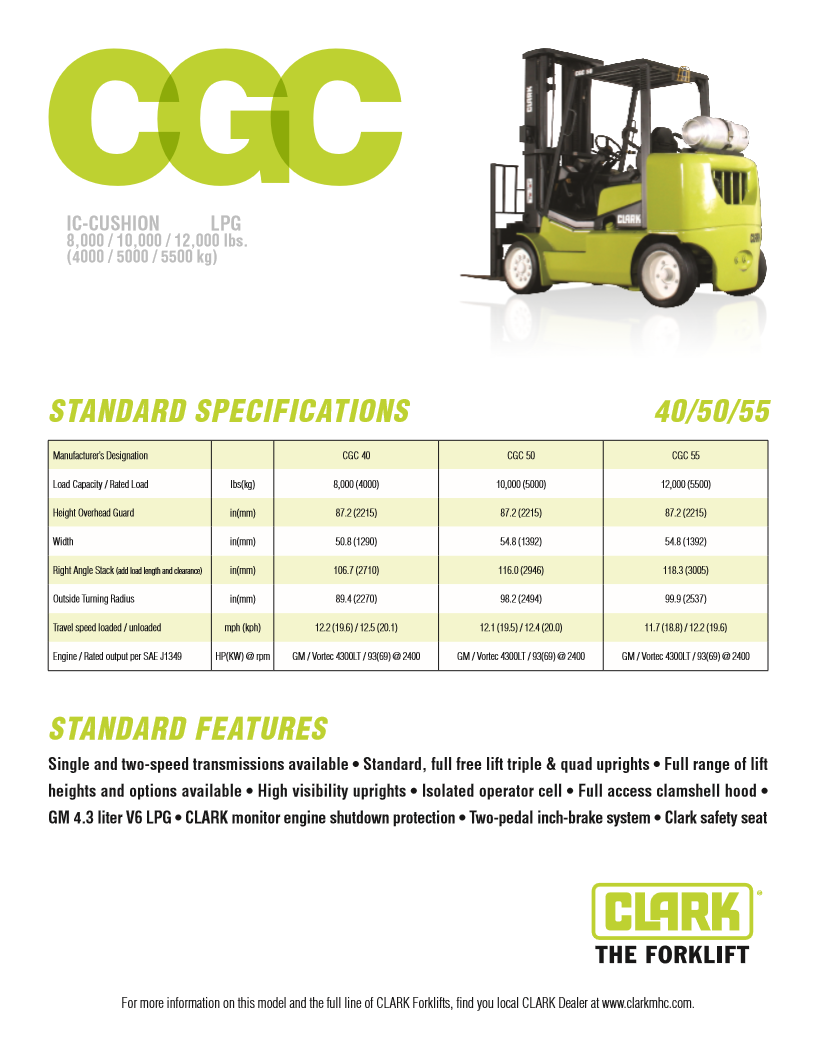 CGC
IC-CUSHION LPG
8,000 / 10,000 / 12,000 lbs.
(4000 / 5000 / 5500 kg)
CLARK
CLARK
CLARK
STANDARD SPECIFICATIONS 40/50/55
Manufacturer's Designation CGC 40 CGC 50 CGC 55
Load Capacity / Rated Load lbs(kg) 8,000 (4000) 10,000 (5000) 12,000 (5500)
Height Overhead Guard in(mm) 87.2 (2215) 87.2 (2215) 87.2 (2215)
Width in(mm) 50.8 (1290) 54.8 (1392) 54.8 (1392)
Right Angle Stack (add load length and clearance) in(mm) 106.7 (2710) 116.0 (2946) 118.3 (3005)
Outside Turning Radius in(mm) 89.4 (2270) 98.2 (2494) 99.9 (2537)
Travel speed loaded / unloaded mph (kph) 12.2 (19.6) / 12.5 (20.1) 12.1 (19.5) / 12.4 (20.0) 11.7 (18.8) / 12.2 (19.6)
Engine / Rated output per SAE J1349 HP(KW) @ rpm GM / Vortec 4300LT / 93(69) @ 2400 GM / Vortec 4300LT / 93(69) @ 2400 GM / Vortec 4300LT / 93(69) @ 2400
STANDARD FEATURES
Single and two-speed transmissions available • Standard, full free lift triple & quad uprights • Full range of lift
heights and options available • High visibility uprights • Isolated operator cell • Full access clamshell hood •
GM 4.3 liter V6 LPG • CLARK monitor engine shutdown protection • Two-pedal inch-brake system • Clark safety seat
CLARK ®
THE FORKLIFT
For more information on this model and the full line of CLARK Forklifts, find you local CLARK Dealer at www.clarkmhc.com.